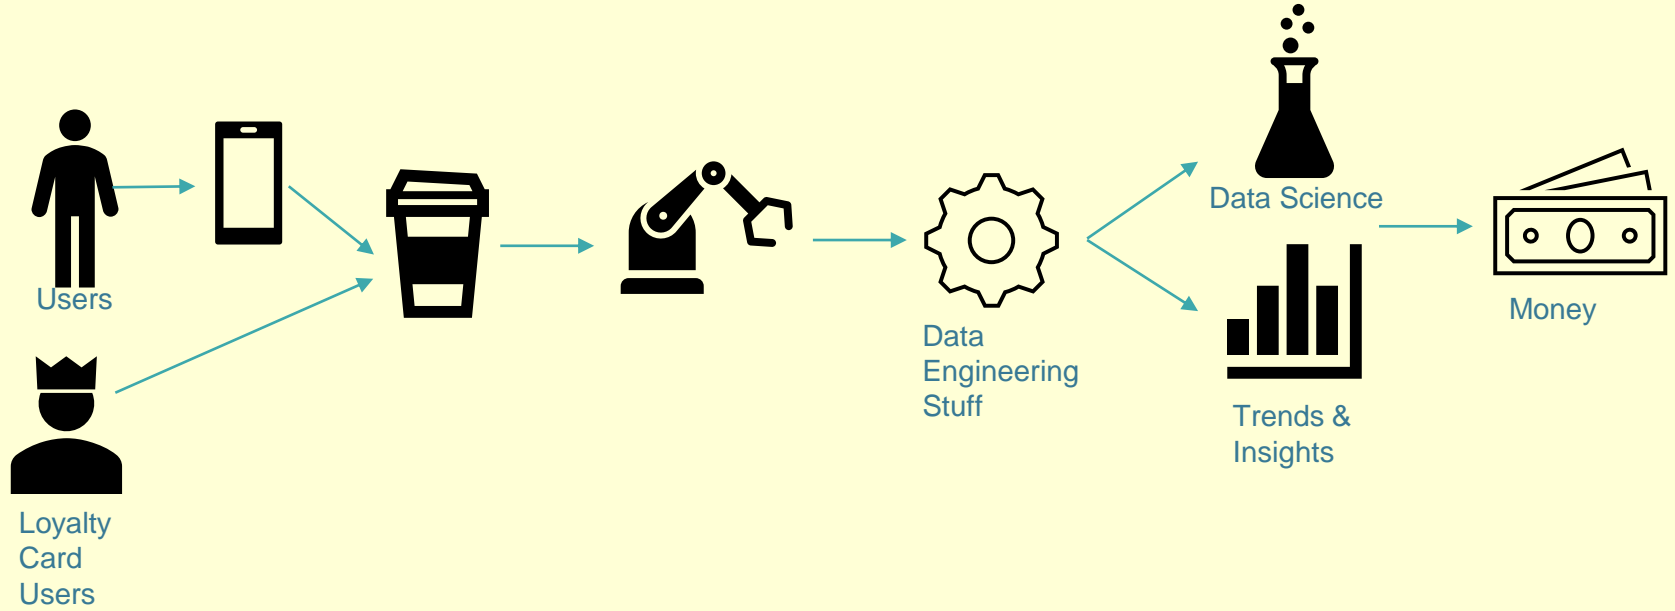 Users
Loyalty
Card
Users
Data
Engineering
Stuff
Data Science
Trends &
Insights
Money